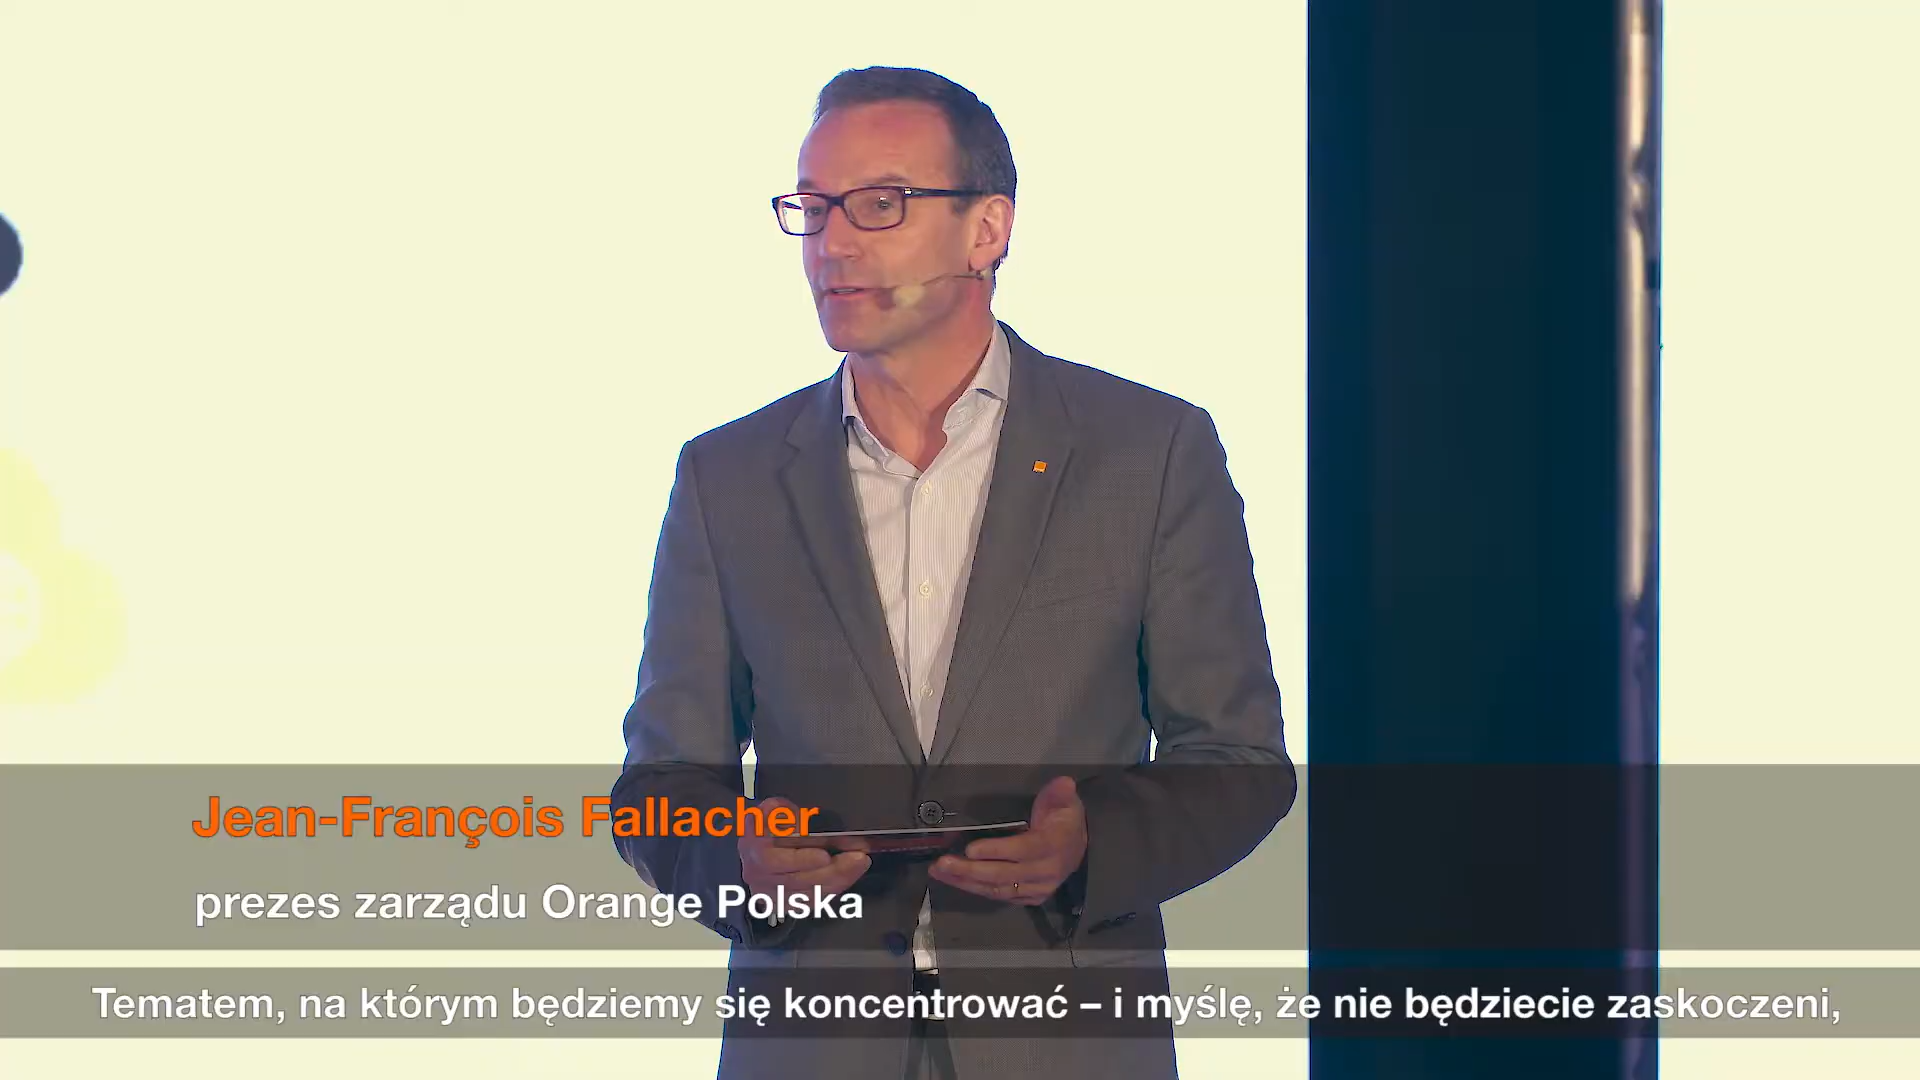 Jean-François Fallacher
prezes zarządu Orange Polska
Tematem, na którym będziemy się koncentrować – i myślę, że nie będziecie zaskoczeni,